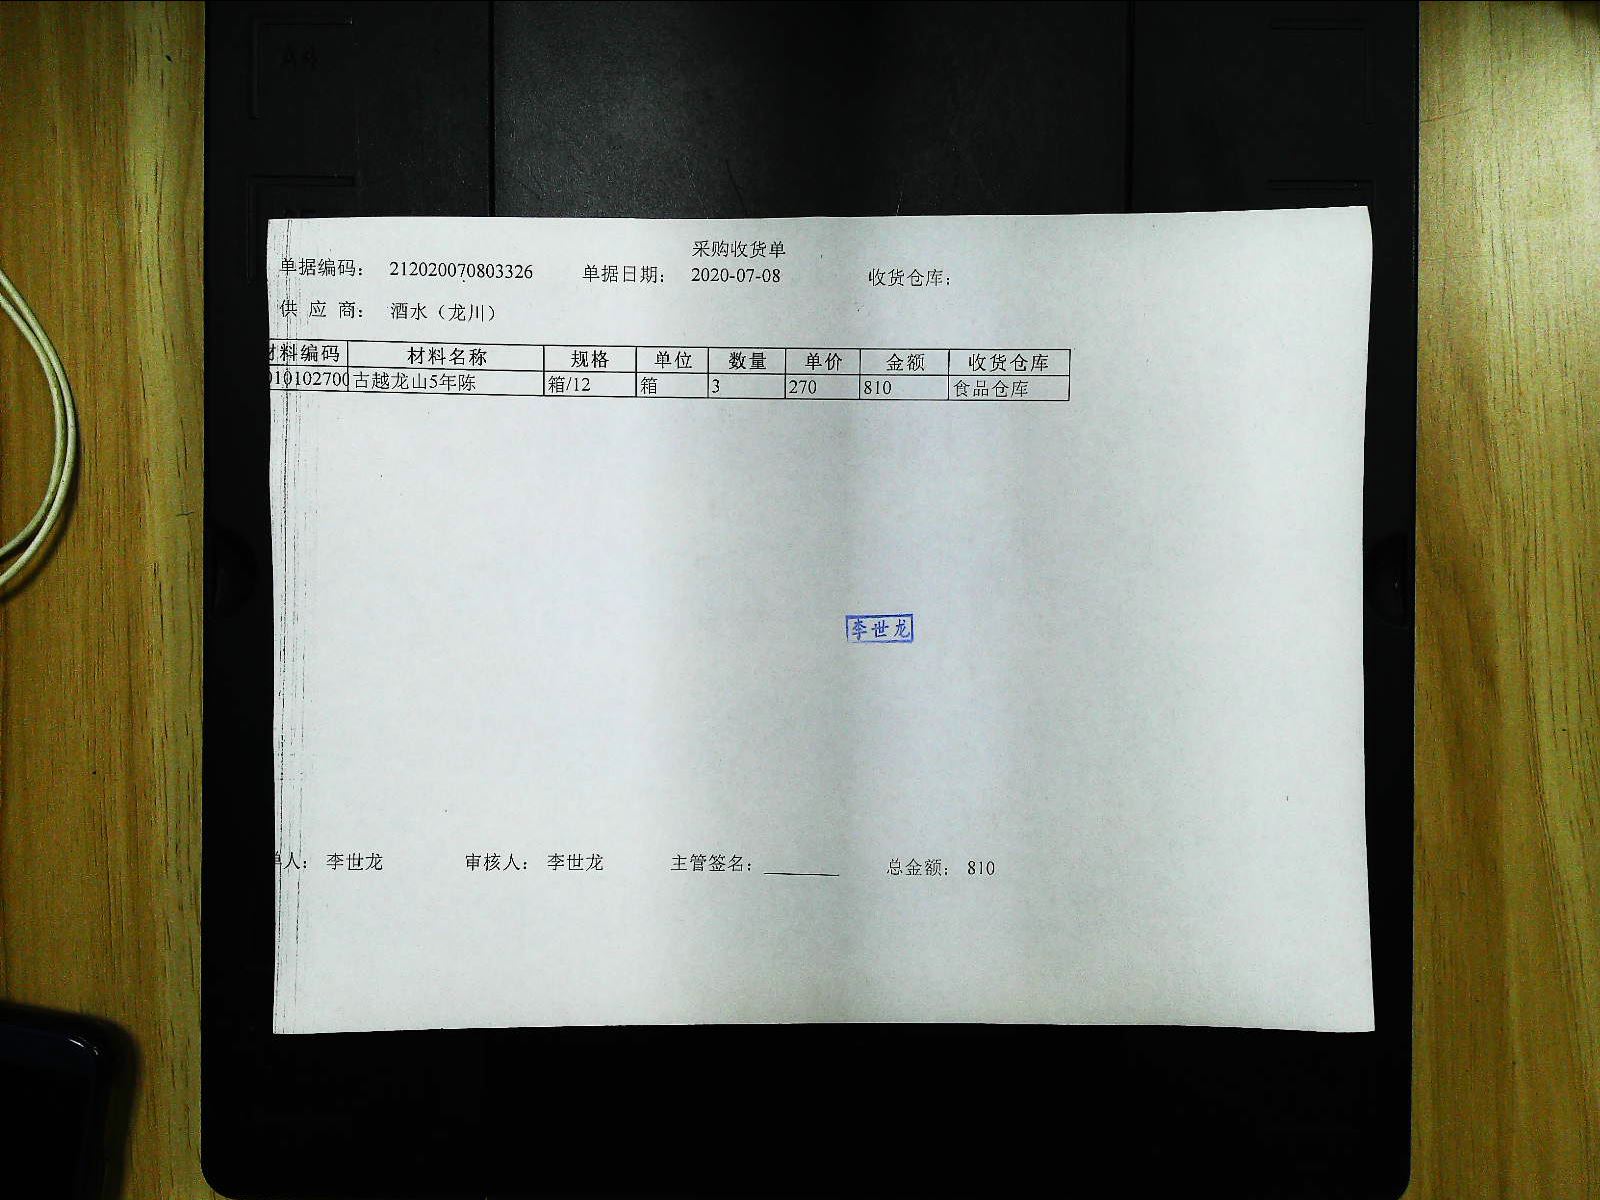 采购收货单
单据编码： 212020070803326 单据日期： 2020-07-08 收货仓库：
供 应 商： 酒水（龙川）
材料编码 材料名称 规格 单位 数量 单价 金额 收货仓库
010102700 古越龙山5年陈 箱/12 箱 3 270 810 食品仓库
李世龙
单人： 李世龙 审核人： 李世龙 主管签名： 总金额： 810